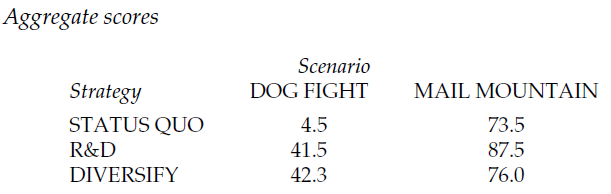 Aggregate scores
Scenario
Strategy DOG FIGHT MAIL MOUNTAIN
STATUS QUO 4.5 73.5
R&D 41.5 87.5
DIVERSIFY 42.3 76.0